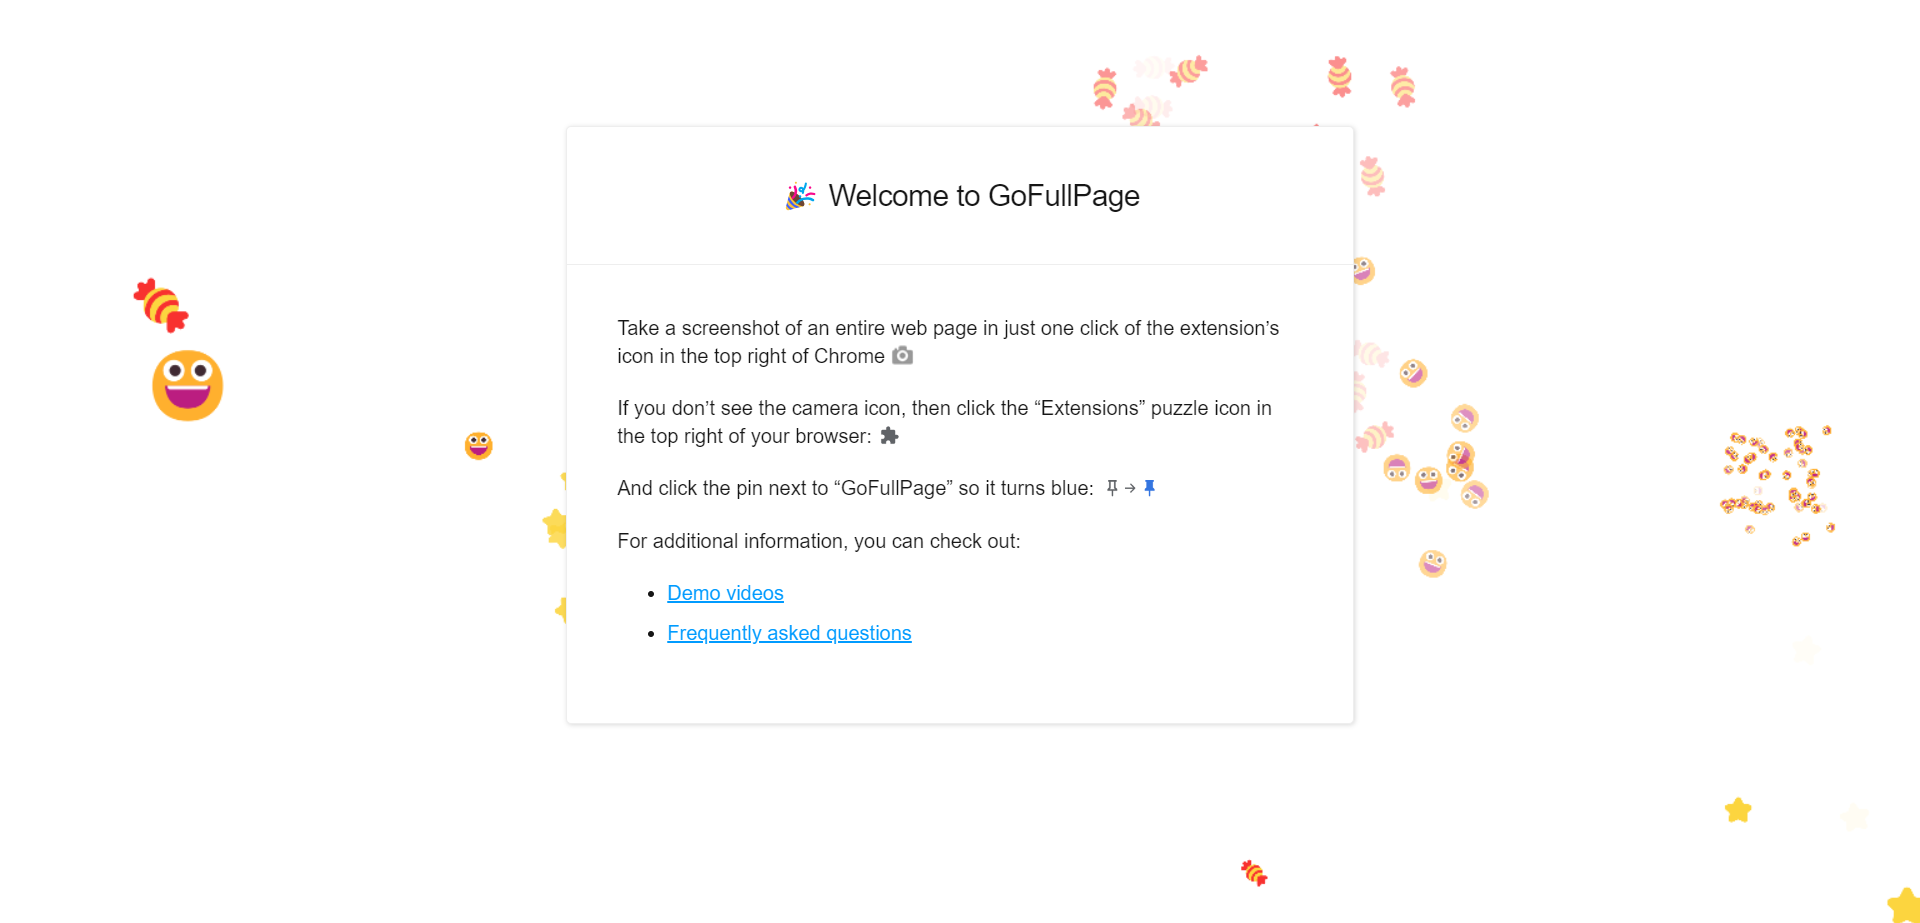 Welcome to GoFullPage
Take a screenshot of an entire web page in just one click of the extension’s
icon in the top right of Chrome
If you don’t see the camera icon, then click the “Extensions” puzzle icon in
the top right of your browser:
And click the pin next to “GoFullPage” so it turns blue: →
For additional information, you can check out:
• Demo videos
• Frequently asked questions